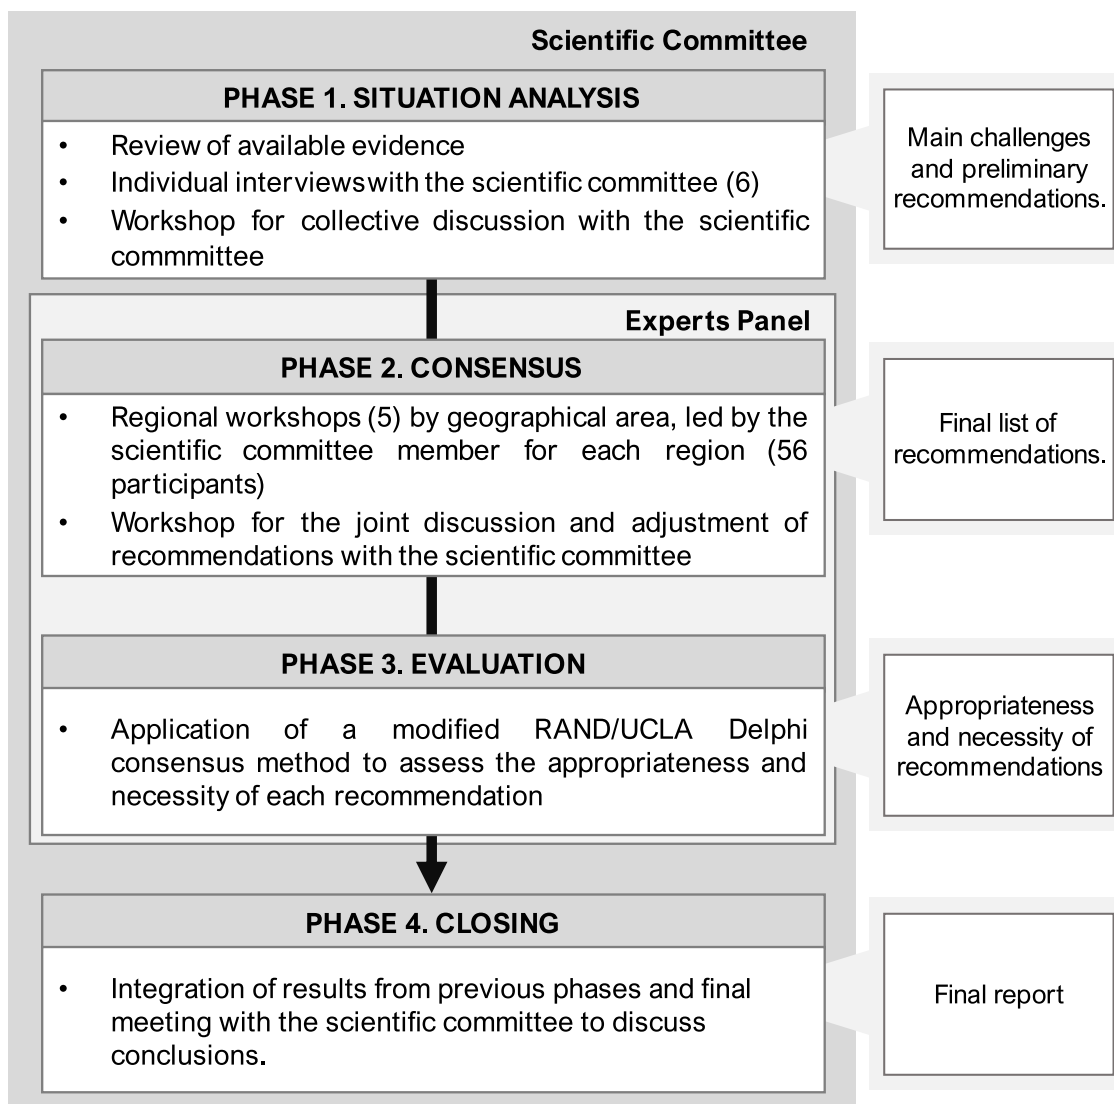 Scientific Committee
PHASE 1. SITUATION ANALYSIS
• Review of available evidence
• Individual interviews with the scientific committee (6)
• Workshop for collective discussion with the scientific
commmittee
Main challenges
and preliminary
recommendations.
Experts Panel
PHASE 2. CONSENSUS
• Regional workshops (5) by geographical area, led by the
scientific committee member for each region (56
participants)
• Workshop for the joint discussion and adjustment of
recommendations with the scientific committee
Final list of
recommendations.
PHASE 3. EVALUATION
• Application of a modified RAND/UCLA Delphi
consensus method to assess the appropriateness and
necessity of each recommendation
Appropriateness
and necessity of
recommendations
PHASE 4. CLOSING
• Integration of results from previous phases and final
meeting with the scientific committee to discuss
conclusions.
Final report